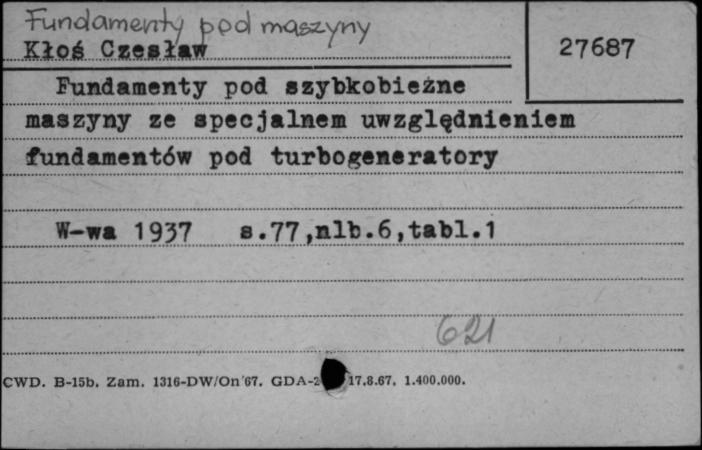 Fundamenty pod maszyny
Kłoś Czesław
27687
Fundamenty pod szybkobieżne
maszyny ze specjalnem uwzględnieniem
fundamentów pod turbogeneratory
W-wa 1937 s.77,nlb.6,tabl.1
621
CWD. B-15b. Zam. 1316-DW/On'67. GDA-2 17.8.67. 1.400.000.